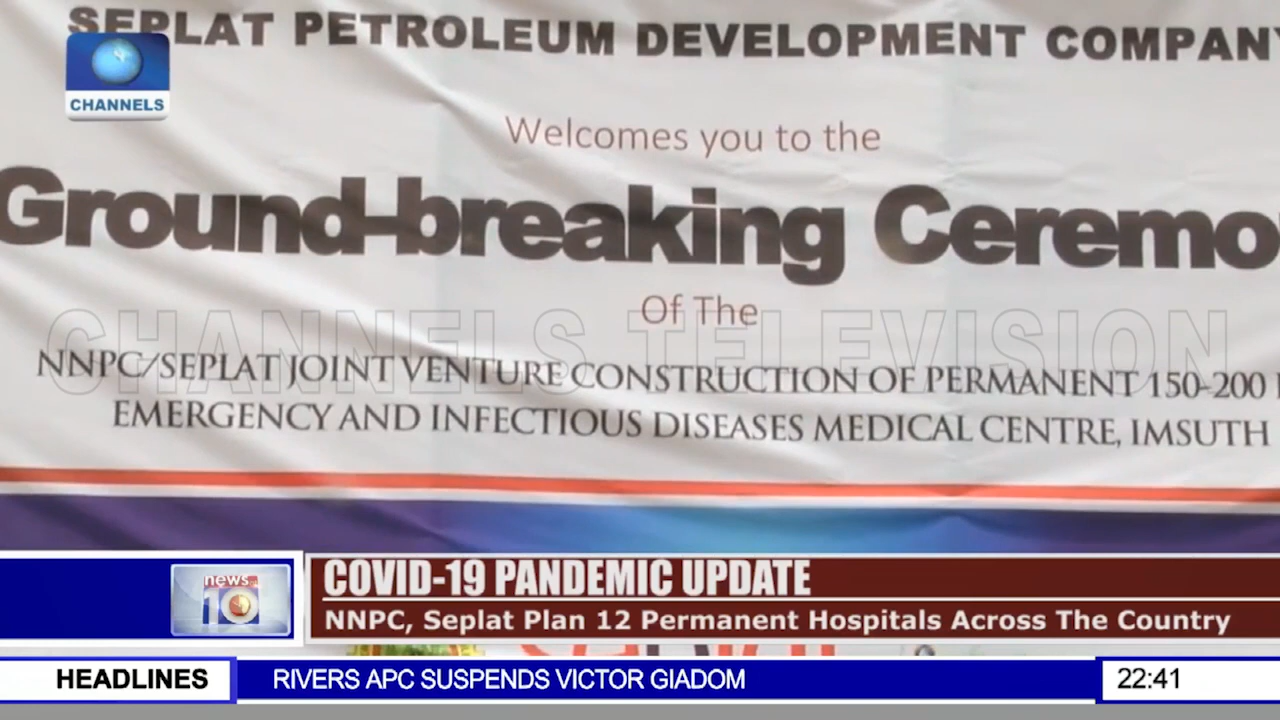 SEPLAT PETROLEUM DEVELOPMENT COMPANY
CHANNELS
Welcomes you to the
Ground-breaking Ceremo
Of The
CHANNELS TELEVISION
NNPC/SEPLAT JOINT VENTURE CONSTRUCTION OF PERMANENT 150-200
EMERGENCY AND INFECTIOUS DISEASES MEDICAL CENTRE, IMSUTH
news
10
COVID-19 PANDEMIC UPDATE
NNPC, Seplat Plan 12 Permanent Hospitals Across The Country
HEADLINES
RIVERS APC SUSPENDS VICTOR GIADOM
22:41